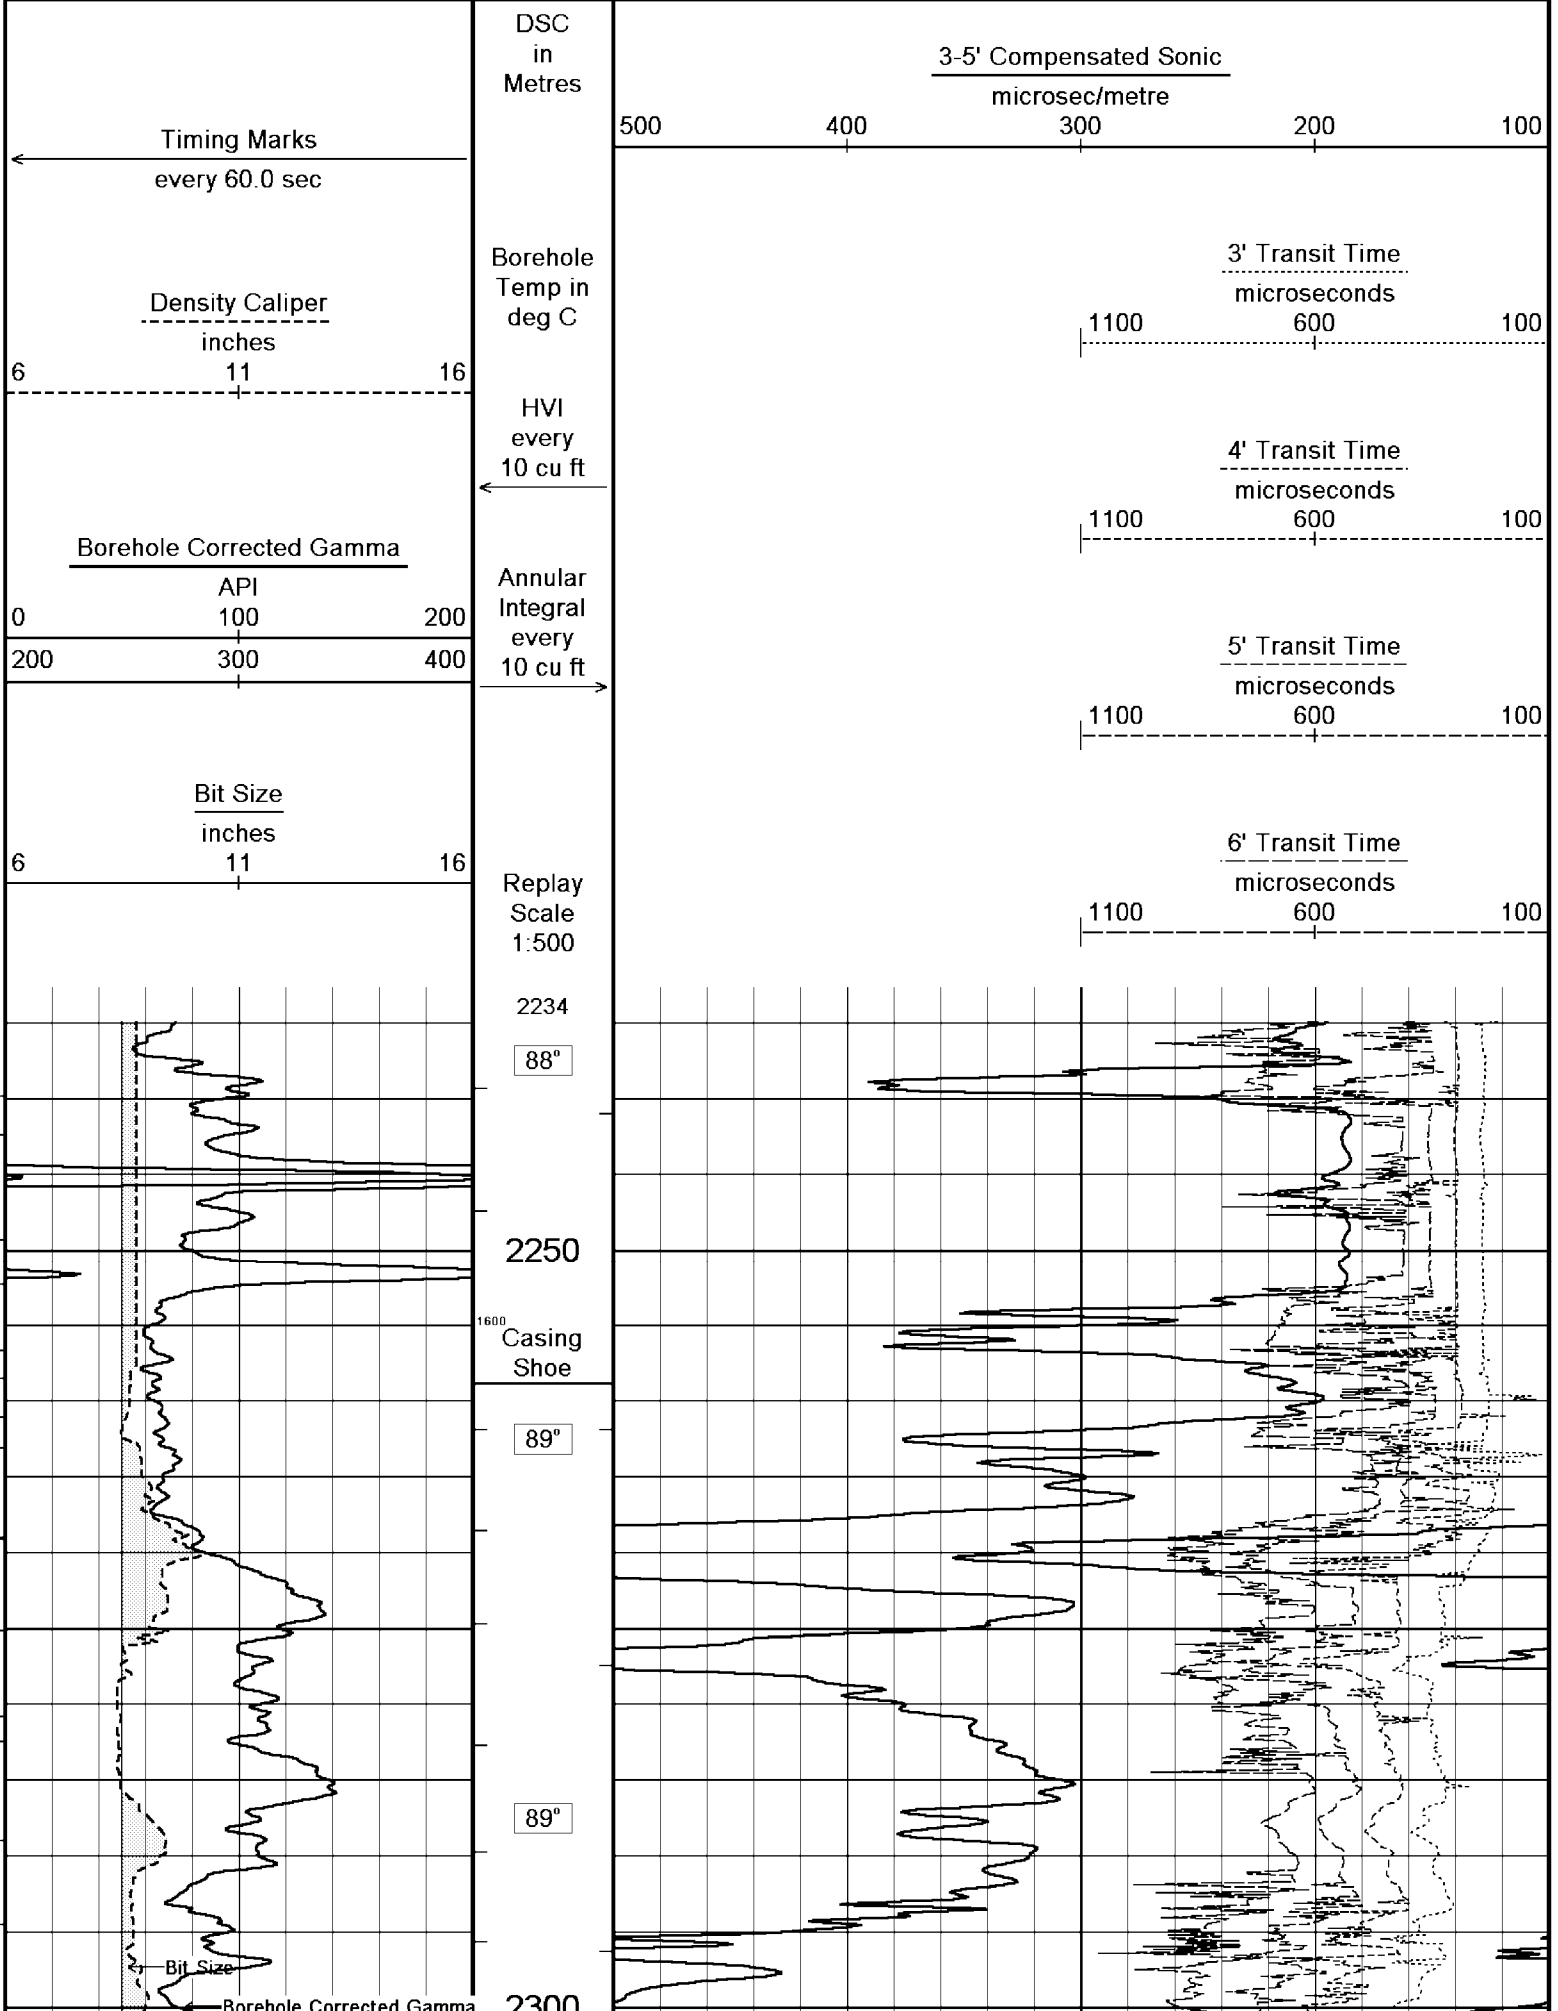 Timing Marks
every 60.0 sec
Density Caliper
inches
6 11 16
Borehole Corrected Gamma
API
0 100 200
200 300 400
Bit Size
inches
6 11 16
DSC
in
Metres
Borehole
Temp in
deg C
HVI
every
10 cu ft
Annular
Integral
every
10 cu ft
Replay
Scale
1:500
3-5' Compensated Sonic
microsec/metre
500 400 300 200 100
3' Transit Time
microseconds
1100 600 100
4' Transit Time
microseconds
1100 600 100
5' Transit Time
microseconds
1100 600 100
6' Transit Time
microseconds
1100 600 100
2234
88°
2250
1600
Casing
Shoe
89°
89°
Bit Size
Borehole Corrected Gamma
2300